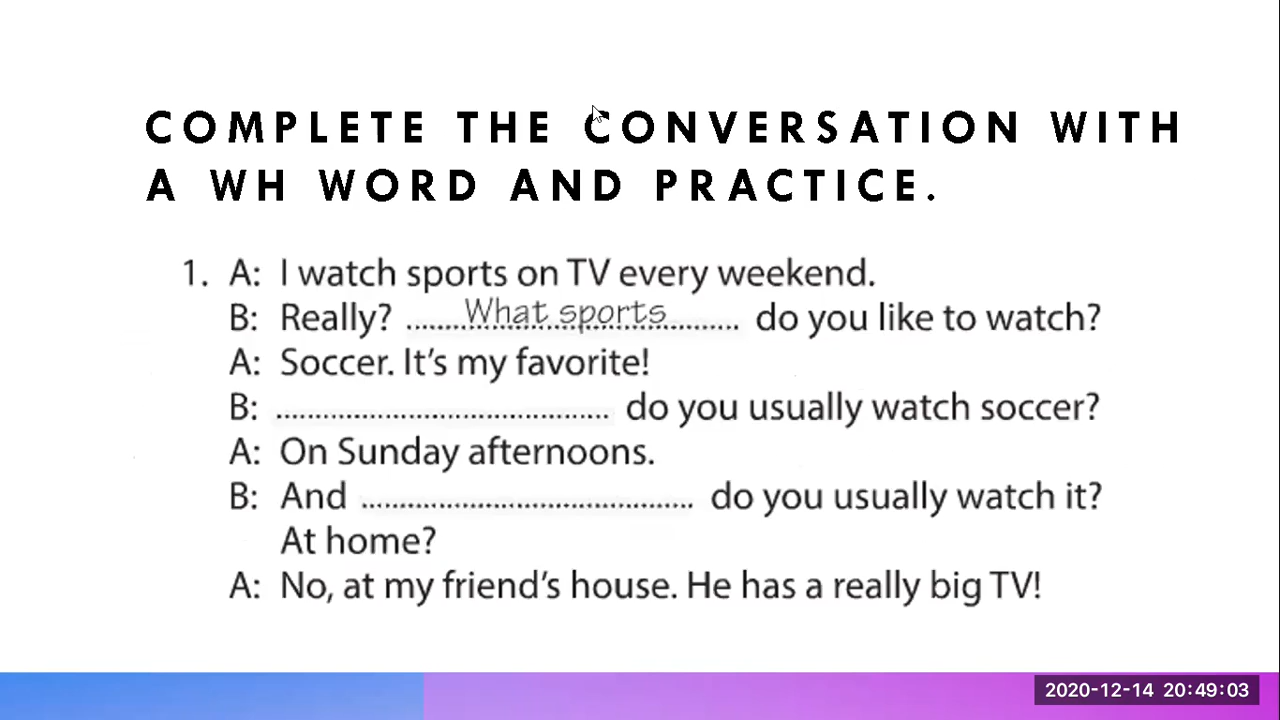 COMPLETE THE CONVERSATION WITH
A WH WORD AND PRACTICE.
1. A: I watch sports on TV every weekend.
B: Really? What sports do you like to watch?
A: Soccer. It's my favorite!
B: ........................................... do you usually watch soccer?
A: On Sunday afternoons.
B: And ........................................... do you usually watch it?
At home?
A: No, at my friend's house. He has a really big TV!
2020-12-14 20:49:03